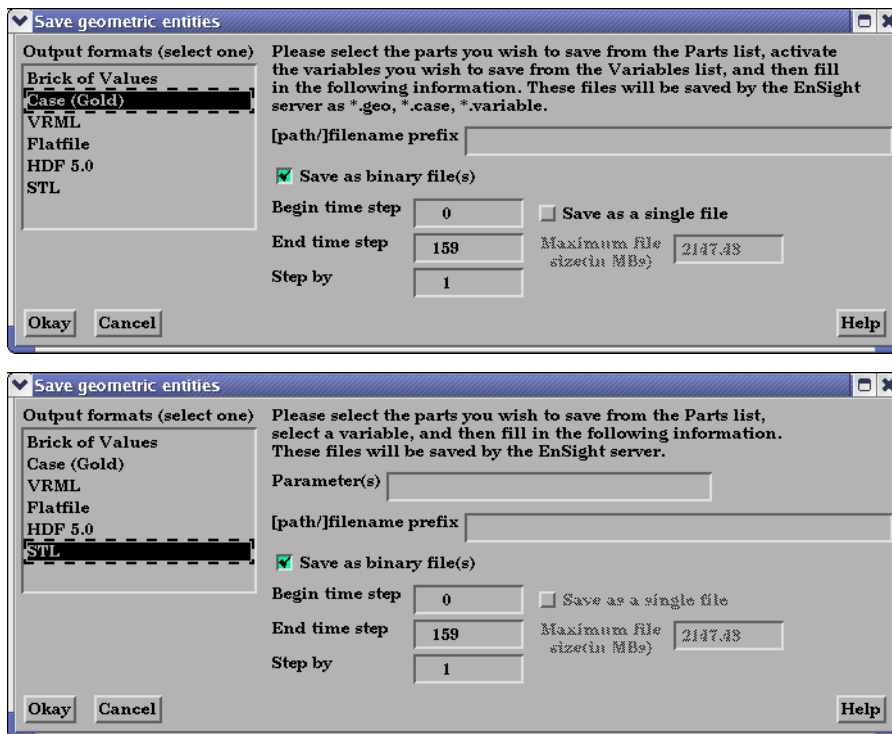 Save geometric entities
Output formats (select one)
Brick of Values
Case (Gold)
VRML
Flatfile
HDF 5.0
STL
Please select the parts you wish to save from the Parts list, activate
the variables you wish to save from the Variables list, and then fill
in the following information. These files will be saved by the EnSight
server as *.geo, *.case, *.variable.
[path/]filename prefix
Save as binary file(s)
Begin time step 0
Save as a single file
End time step 159
Maximum file
size(in MBs) 2147.48
Step by 1
Okay Cancel Help
Save geometric entities
Output formats (select one)
Brick of Values
Case (Gold)
VRML
Flatfile
HDF 5.0
STL
Please select the parts you wish to save from the Parts list,
select a variable, and then fill in the following information.
These files will be saved by the EnSight server.
Parameter(s)
[path/]filename prefix
Save as binary file(s)
Begin time step 0
Save as a single file
End time step 159
Maximum file
size(in MBs) 2147.48
Step by 1
Okay Cancel Help